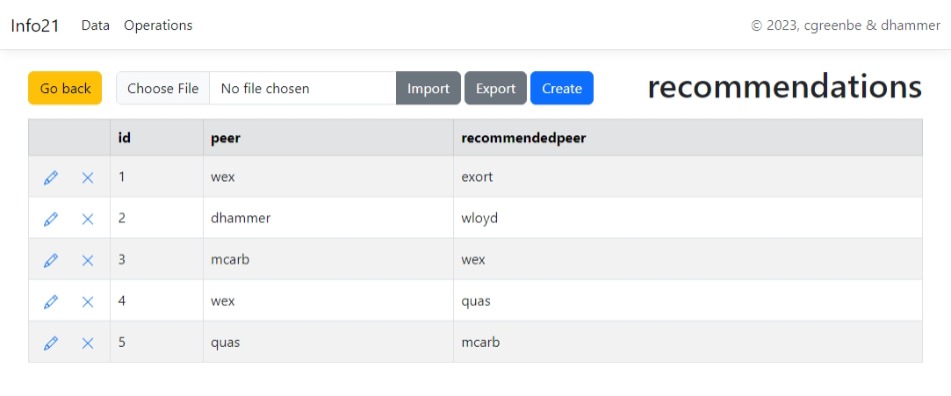 Info21 Data Operations © 2023, cgreenbe & dhammer
Go back Choose File No file chosen Import Export Create recommendations
id peer recommendedpeer
1 wex exort
2 dhammer wloyd
3 mcarb wex
4 wex quas
5 quas mcarb